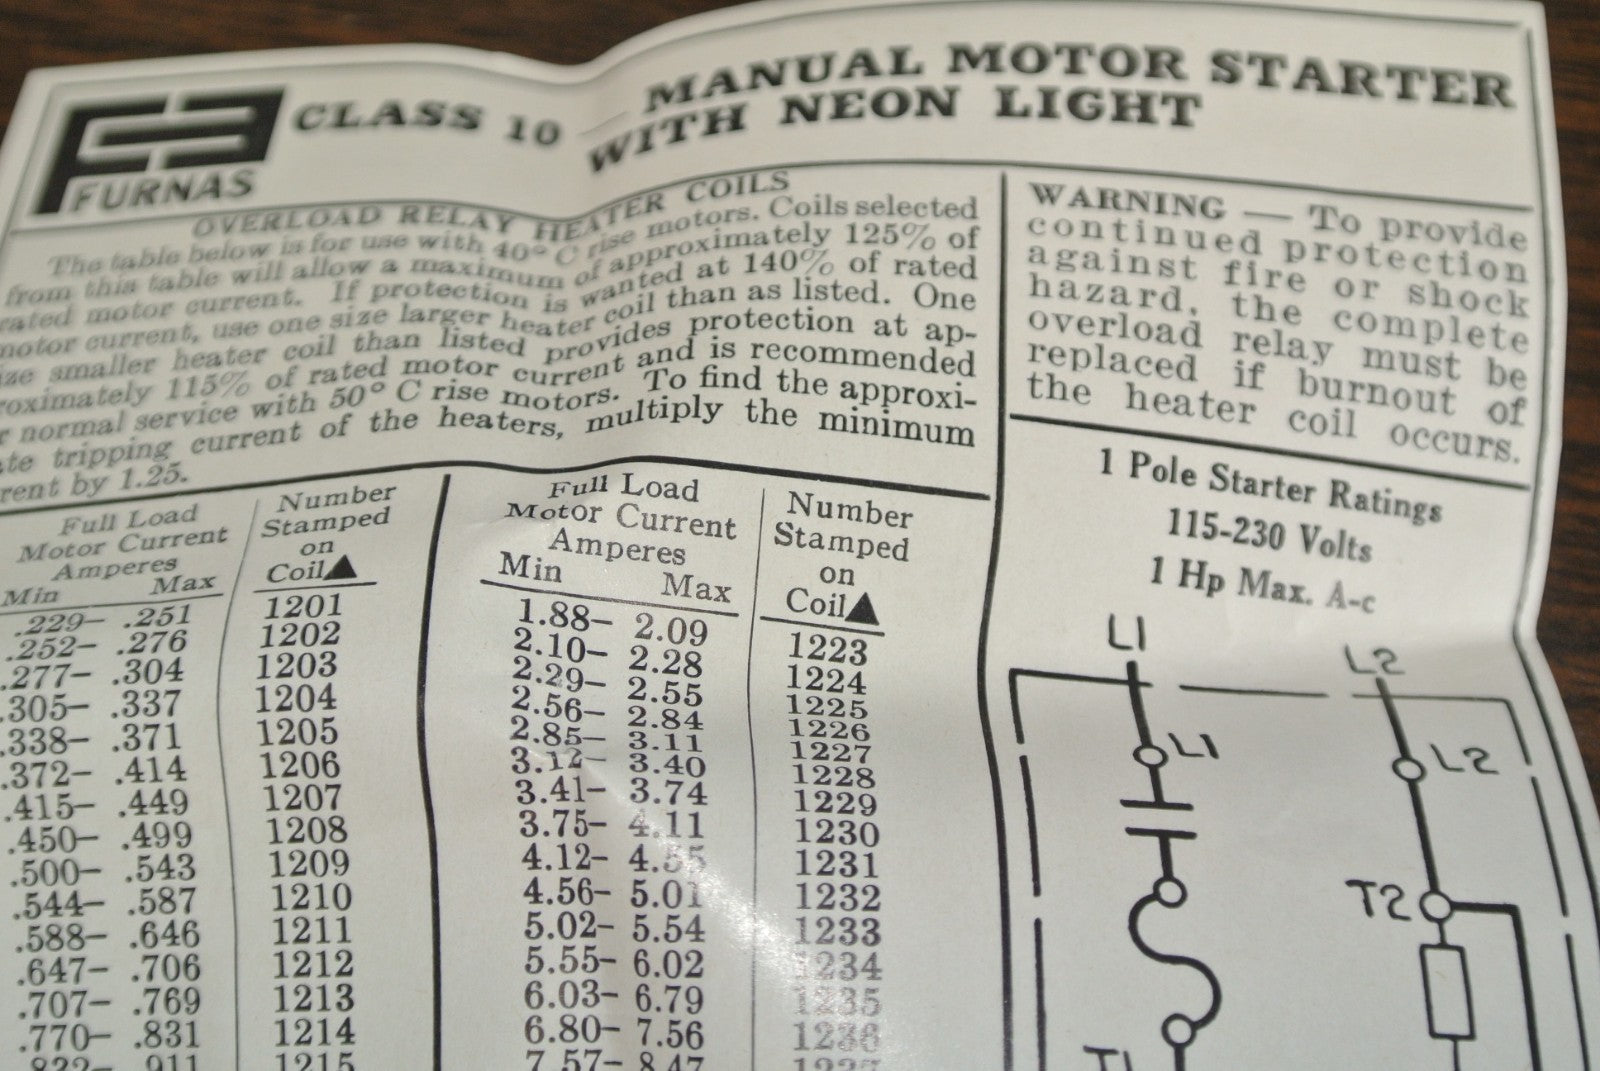 FURNAS
CLASS 10
MANUAL MOTOR STARTER
WITH NEON LIGHT
OVERLOAD RELAY HEATER COILS
The table below is for use with 40° C rise motors. Coils selected
from this table will allow a maximum of approximately 125% of
rated motor current. If protection is wanted at 140% of rated
motor current, use one size larger heater coil than as listed. One
ize smaller heater coil than listed provides protection at ap-
roximately 115% of rated motor current and is recommended
r normal service with 50° C rise motors. To find the approxi-
te tripping current of the heaters, multiply the minimum
rent by 1.25.
WARNING — To provide
continued protection
against fire or shock
hazard, the complete
overload relay must be
replaced if burnout of
the heater coil occurs.
Full Load
Motor Current
Amperes
Min Max
Number
Stamped
on
Coil▲
.229– .251 1201
.252– .276 1202
.277– .304 1203
.305– .337 1204
.338– .371 1205
.372– .414 1206
.415– .449 1207
.450– .499 1208
.500– .543 1209
.544– .587 1210
.588– .646 1211
.647– .706 1212
.707– .769 1213
.770– .831 1214
.911 1215
Full Load
Motor Current
Amperes
Min Max
Number
Stamped
on
Coil▲
1.88– 2.09 1223
2.10– 2.28 1224
2.29– 2.55 1225
2.56– 2.84 1226
2.85– 3.11 1227
3.12– 3.40 1228
3.41– 3.74 1229
3.75– 4.11 1230
4.12– 4.55 1231
4.56– 5.01 1232
5.02– 5.54 1233
5.55– 6.02 1234
6.03– 6.79 1235
6.80– 7.56 1236
7.57– 8.47
1 Pole Starter Ratings
115-230 Volts
1 Hp Max. A-c
L1
L2
L1
L2
T2
T1